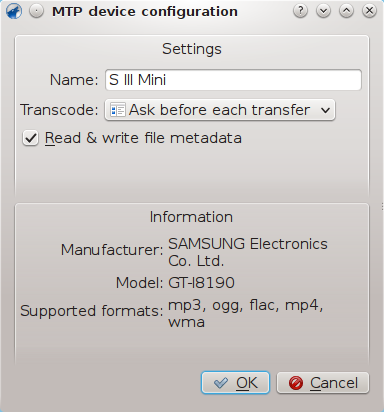 MTP device configuration
Settings
Name: S III Mini
Transcode: Ask before each transfer
Read & write file metadata
Information
Manufacturer: SAMSUNG Electronics
Co. Ltd.
Model: GT-I8190
Supported formats: mp3, ogg, flac, mp4,
wma
OK Cancel